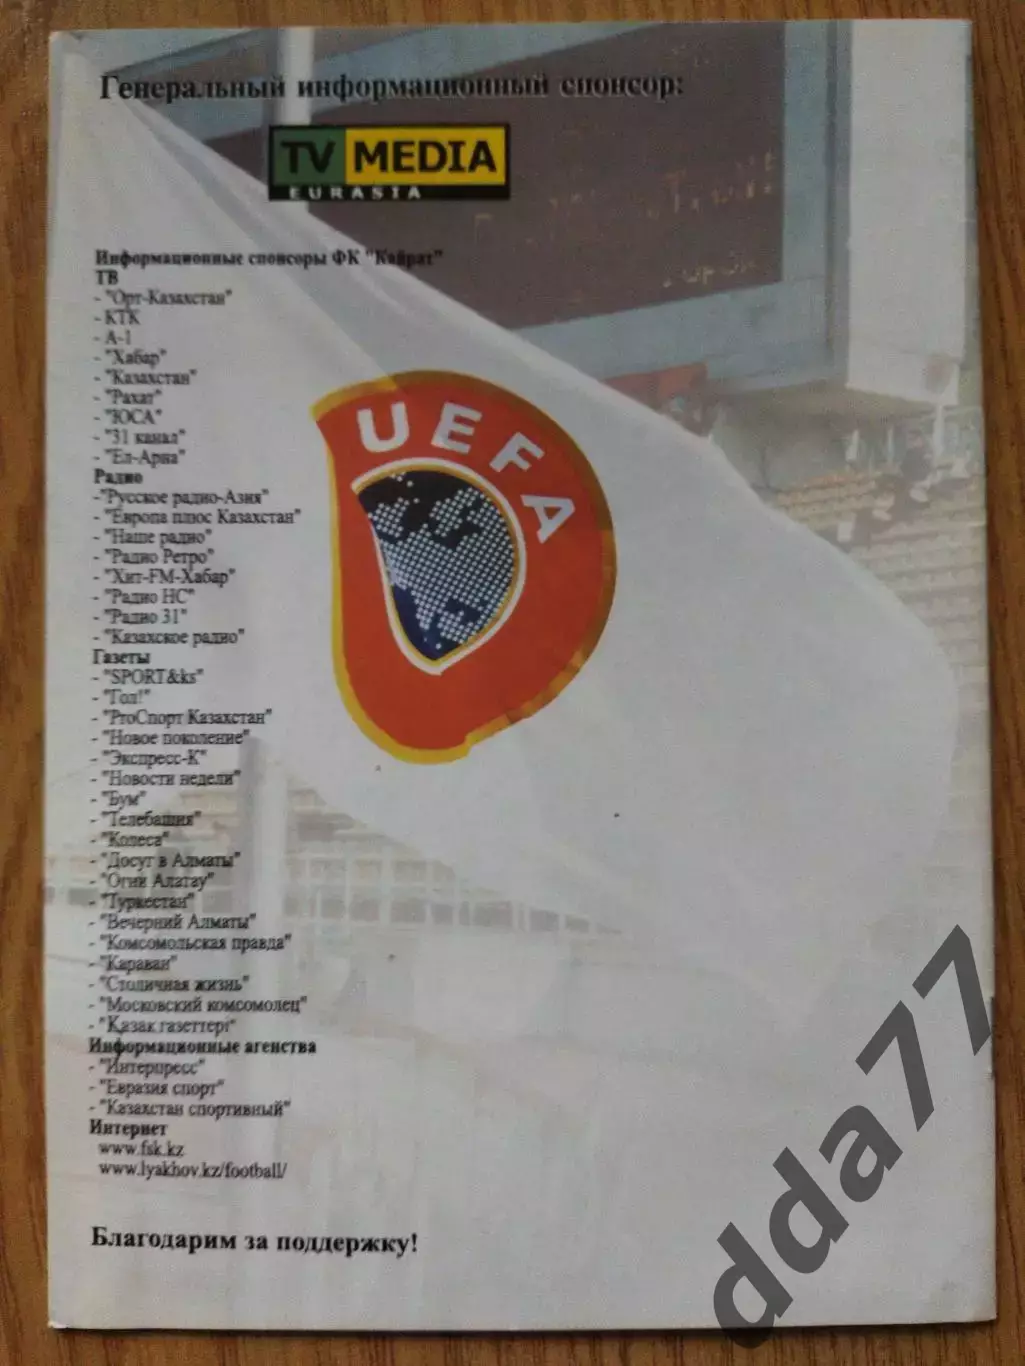 Генеральный информационный спонсор:
TV MEDIA
EURASIA
Информационные спонсоры ФК "Кайрат"
ТВ
- "Орт-Казахстан"
- КТК
- А-1
- "Хабар"
- "Казахстан"
- "Рахат"
- "ЮСА"
- "31 канал"
- "Ел-Арна"
Радио
-"Русское радио-Азия"
- "Европа плюс Казахстан"
- "Наше радио"
- "Радио Ретро"
- "Хит-FM-Хабар"
- "Радио НС"
- "Радио 31"
- "Казахское радио"
Газеты
- "SPORT&ks"
- "Гол!"
- "ProСпорт Казахстан"
- "Новое поколение"
- "Экспресс-К"
- "Новости недели"
- "Бум"
- "Телебашня"
- "Колеса"
- "Досуг в Алматы"
- "Огни Алатау"
- "Туркестан"
- "Вечерний Алматы"
- "Комсомольская правда"
- "Караван"
- "Столичная жизнь"
- "Московский комсомолец"
- "Қазақ газеттері"
Информационные агенства
- "Интерпресс"
- "Евразия спорт"
- "Казахстан спортивный"
Интернет
www.fsk.kz
www.lyakhov.kz/football/
Благодарим за поддержку!
UEFA
dda77